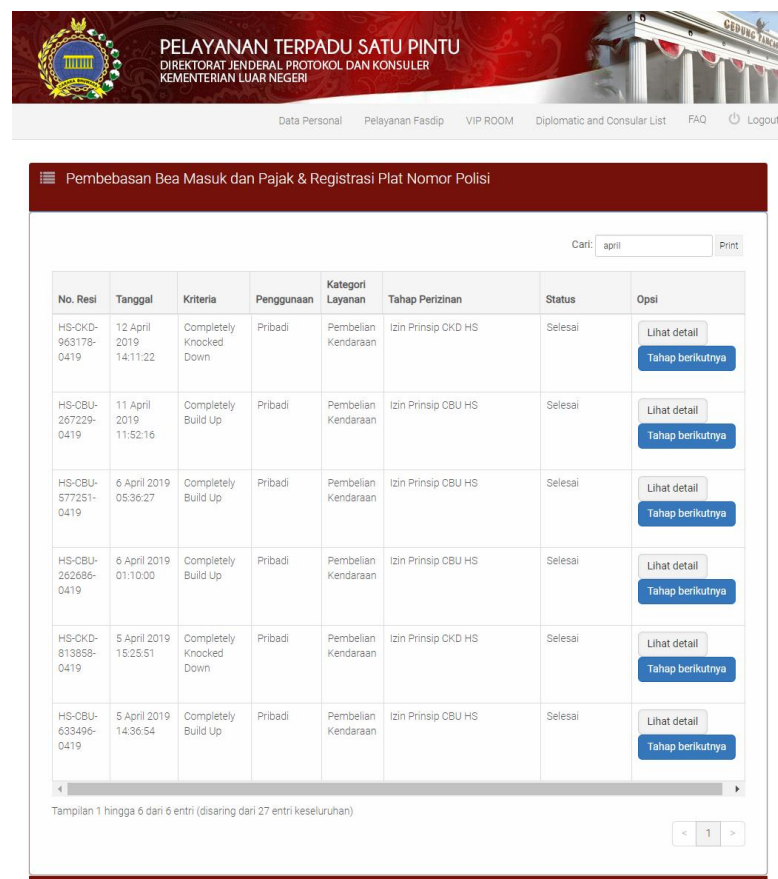 PELAYANAN TERPADU SATU PINTU
DIREKTORAT JENDERAL PROTOKOL DAN KONSULER
KEMENTERIAN LUAR NEGERI
Data Personal Pelayanan Fasdip VIP ROOM Diplomatic and Consular List FAQ Logout
Pembebasan Bea Masuk dan Pajak & Registrasi Plat Nomor Polisi
Cari: april Print
No. Resi Tanggal Kriteria Penggunaan Kategori Layanan Tahap Perizinan Status Opsi
HS-CKD- 12 April Completely Pribadi Pembelian Izin Prinsip CKD HS Selesai Lihat detail
963178- 2019 Knocked Kendaraan Tahap berikutnya
0419 14:11:22 Down
HS-CBU- 11 April Completely Pribadi Pembelian Izin Prinsip CBU HS Selesai Lihat detail
267229- 2019 Build Up Kendaraan Tahap berikutnya
0419 11:52:16
HS-CBU- 6 April 2019 Completely Pribadi Pembelian Izin Prinsip CBU HS Selesai Lihat detail
577251- 05:36:27 Build Up Kendaraan Tahap berikutnya
0419
HS-CBU- 6 April 2019 Completely Pribadi Pembelian Izin Prinsip CBU HS Selesai Lihat detail
262686- 01:10:00 Build Up Kendaraan Tahap berikutnya
0419
HS-CKD- 5 April 2019 Completely Pribadi Pembelian Izin Prinsip CKD HS Selesai Lihat detail
813858- 15:25:51 Knocked Kendaraan Tahap berikutnya
0419 Down
HS-CBU- 5 April 2019 Completely Pribadi Pembelian Izin Prinsip CBU HS Selesai Lihat detail
633496- 14:36:54 Build Up Kendaraan Tahap berikutnya
0419
Tampilan 1 hingga 6 dari 6 entri (disaring dari 27 entri keseluruhan)
< 1 >